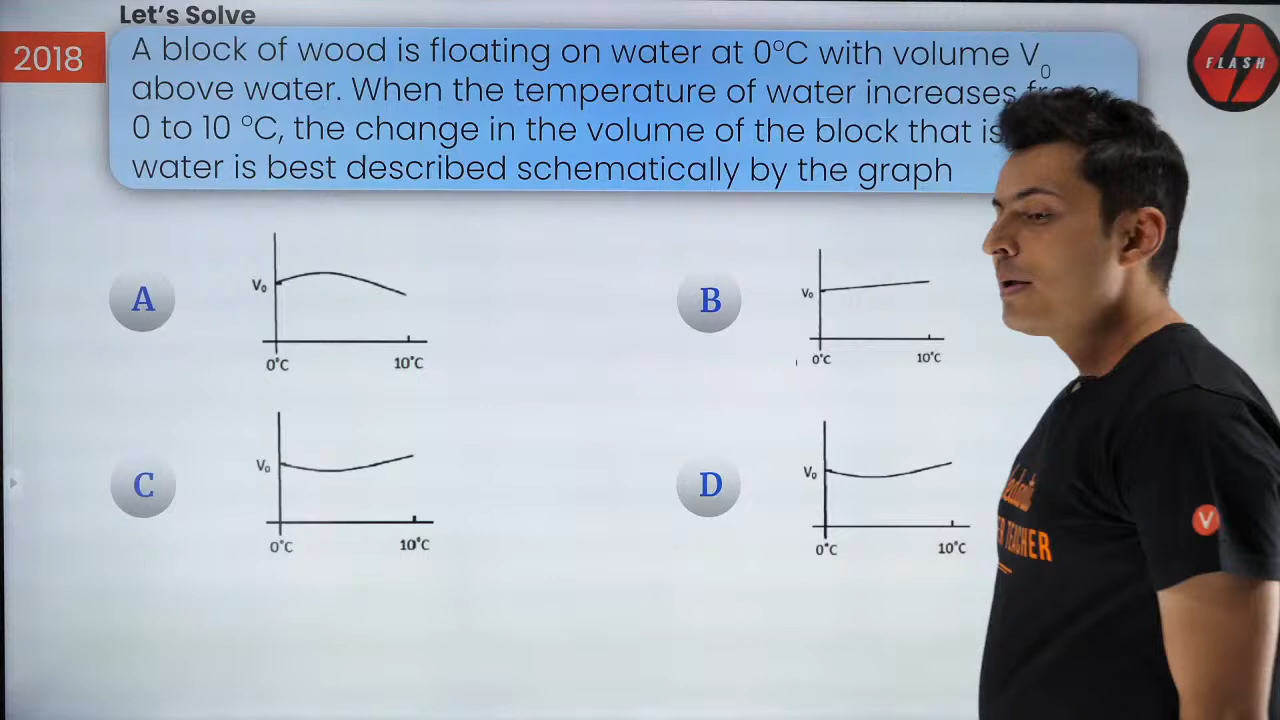 Let's Solve
2018
A block of wood is floating on water at 0°C with volume V₀
above water. When the temperature of water increases from
0 to 10 °C, the change in the volume of the block that is
water is best described schematically by the graph
FLASH
A
V₀
0°C
10°C
B
V₀
0°C
10°C
C
V₀
0°C
10°C
D
V₀
0°C
10°C
TEACHER
V